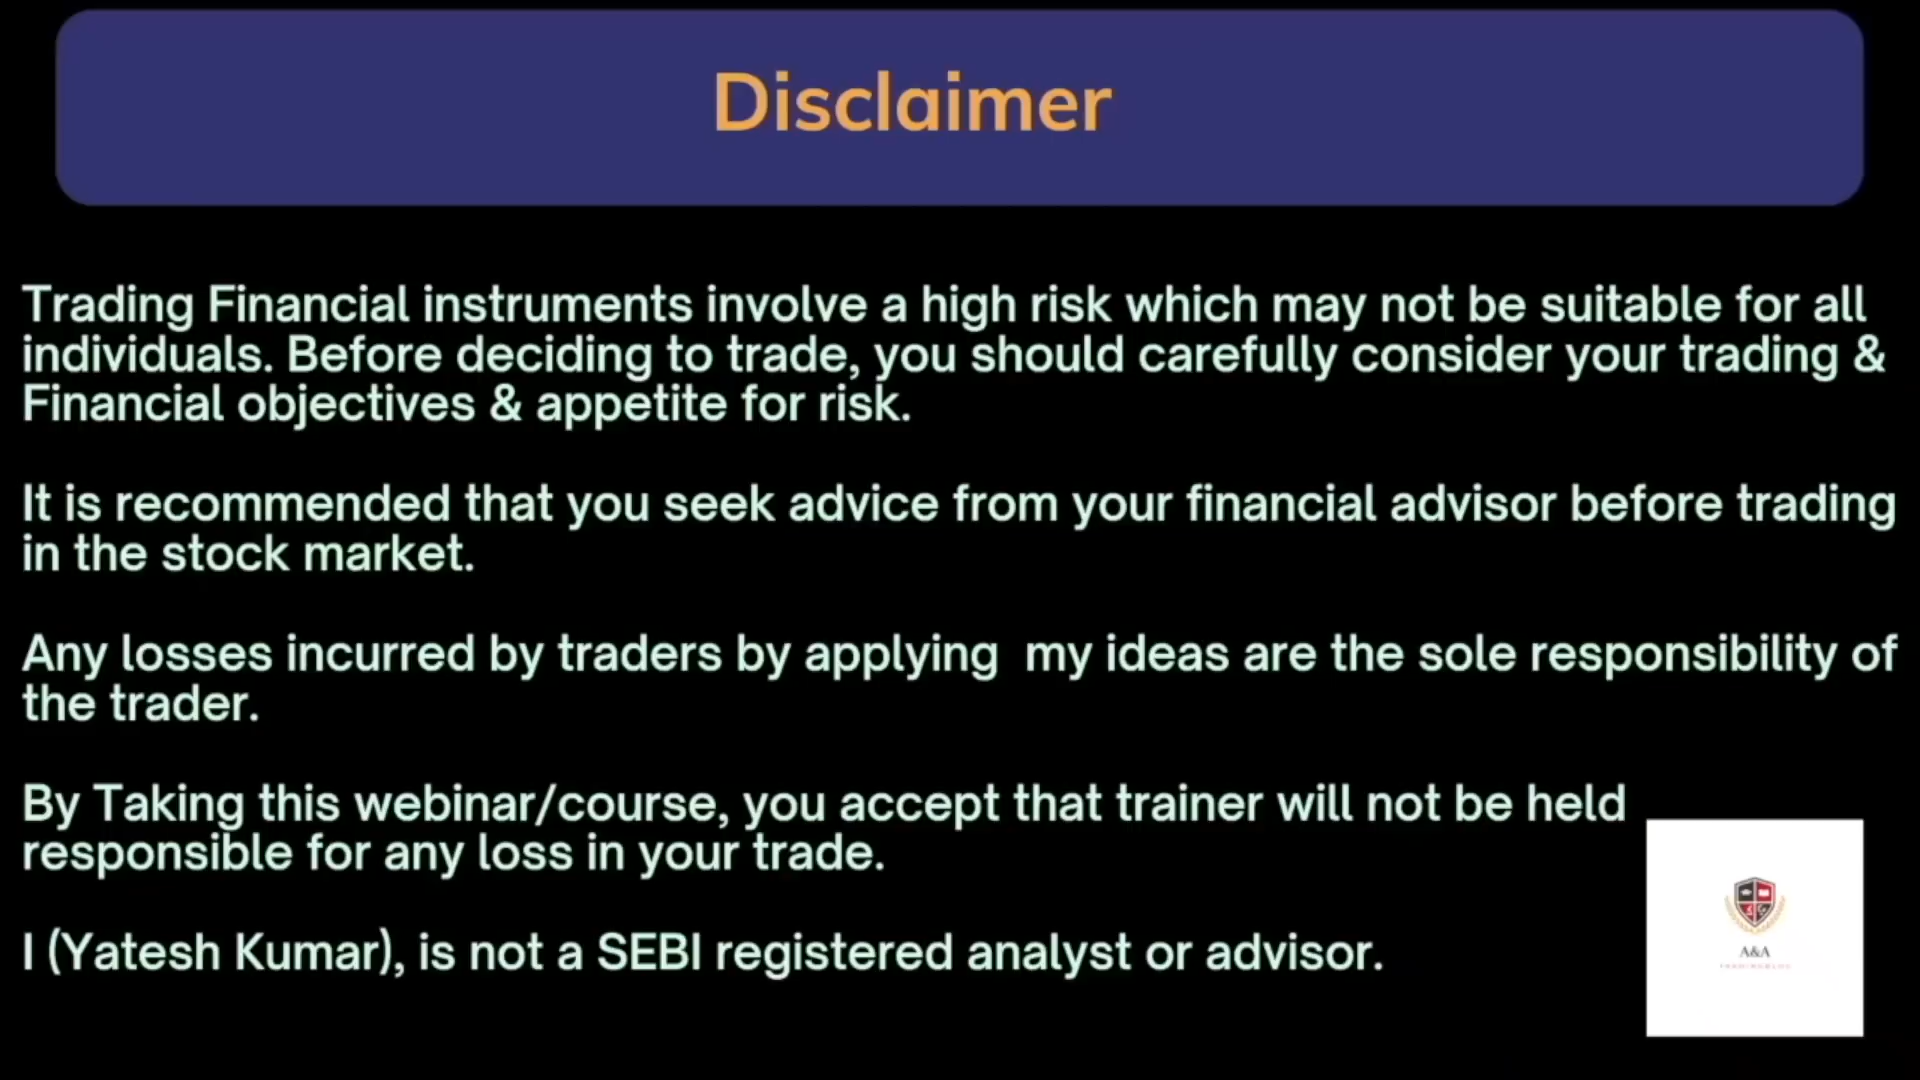 Disclaimer
Trading Financial instruments involve a high risk which may not be suitable for all
individuals. Before deciding to trade, you should carefully consider your trading &
Financial objectives & appetite for risk.
It is recommended that you seek advice from your financial advisor before trading
in the stock market.
Any losses incurred by traders by applying  my ideas are the sole responsibility of
the trader.
By Taking this webinar/course, you accept that trainer will not be held
responsible for any loss in your trade.
I (Yatesh Kumar), is not a SEBI registered analyst or advisor.
A&A